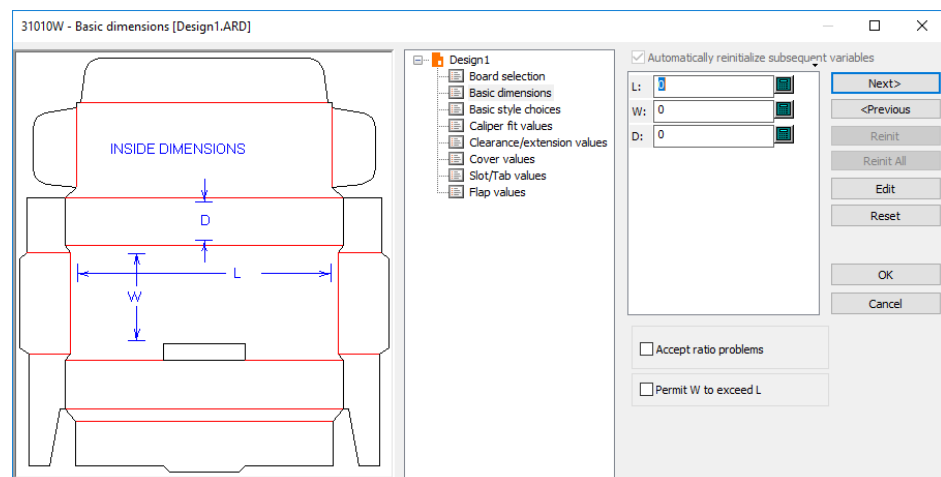 31010W - Basic dimensions [Design1.ARD]
INSIDE DIMENSIONS
D
L
W
Design1
Board selection
Basic dimensions
Basic style choices
Caliper fit values
Clearance/extension values
Cover values
Slot/Tab values
Flap values
Automatically reinitialize subsequent variables
L: 0
W: 0
D: 0
Accept ratio problems
Permit W to exceed L
Next>
<Previous
Reinit
Reinit All
Edit
Reset
OK
Cancel